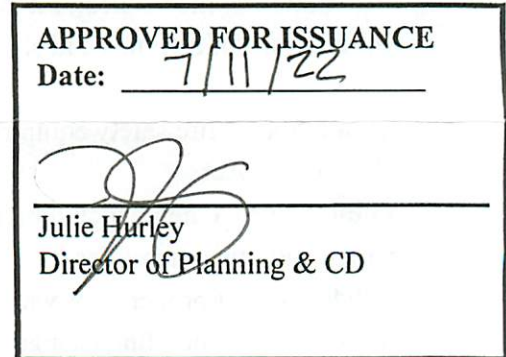 APPROVED FOR ISSUANCE
Date: 7/11/22
Julie Hurley
Director of Planning & CD